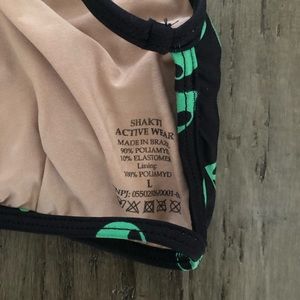 SHAKTI
ACTIVE WEAR
MADE IN BRAZIL
90% POLIAMYD
10% ELASTOMER
Lining:
100% POLIAMYD
L